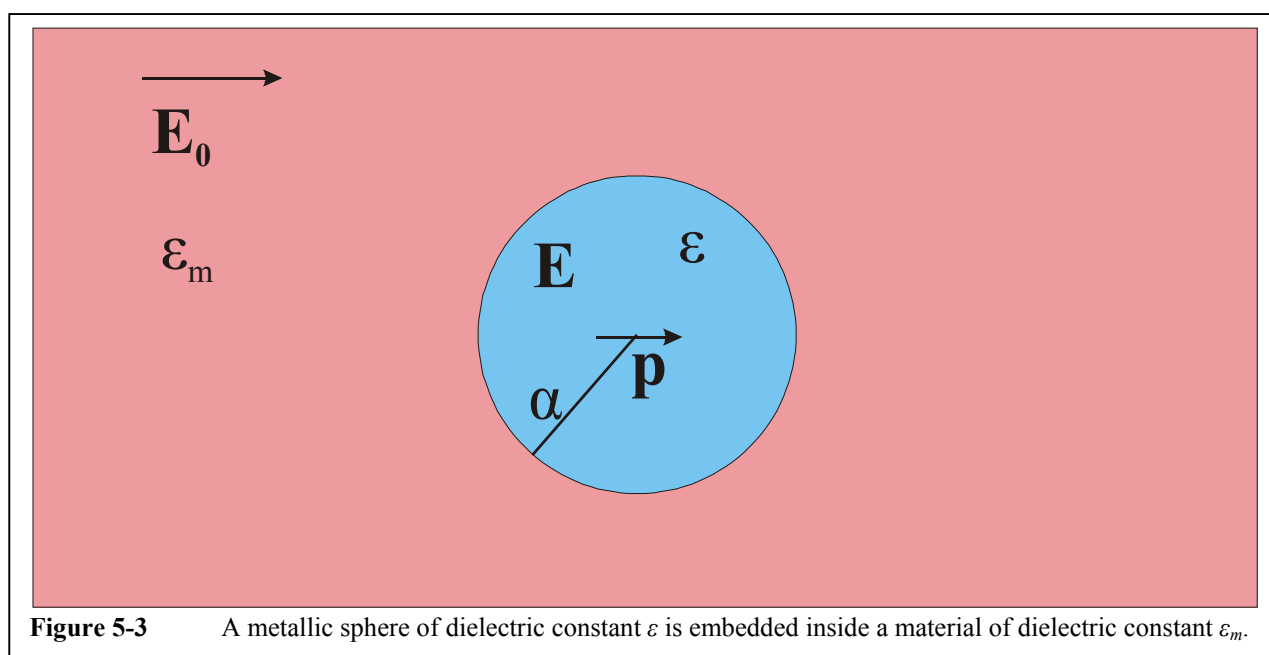 E₀
εₘ
E
ε
p
α
Figure 5-3 A metallic sphere of dielectric constant ε is embedded inside a material of dielectric constant εₘ.